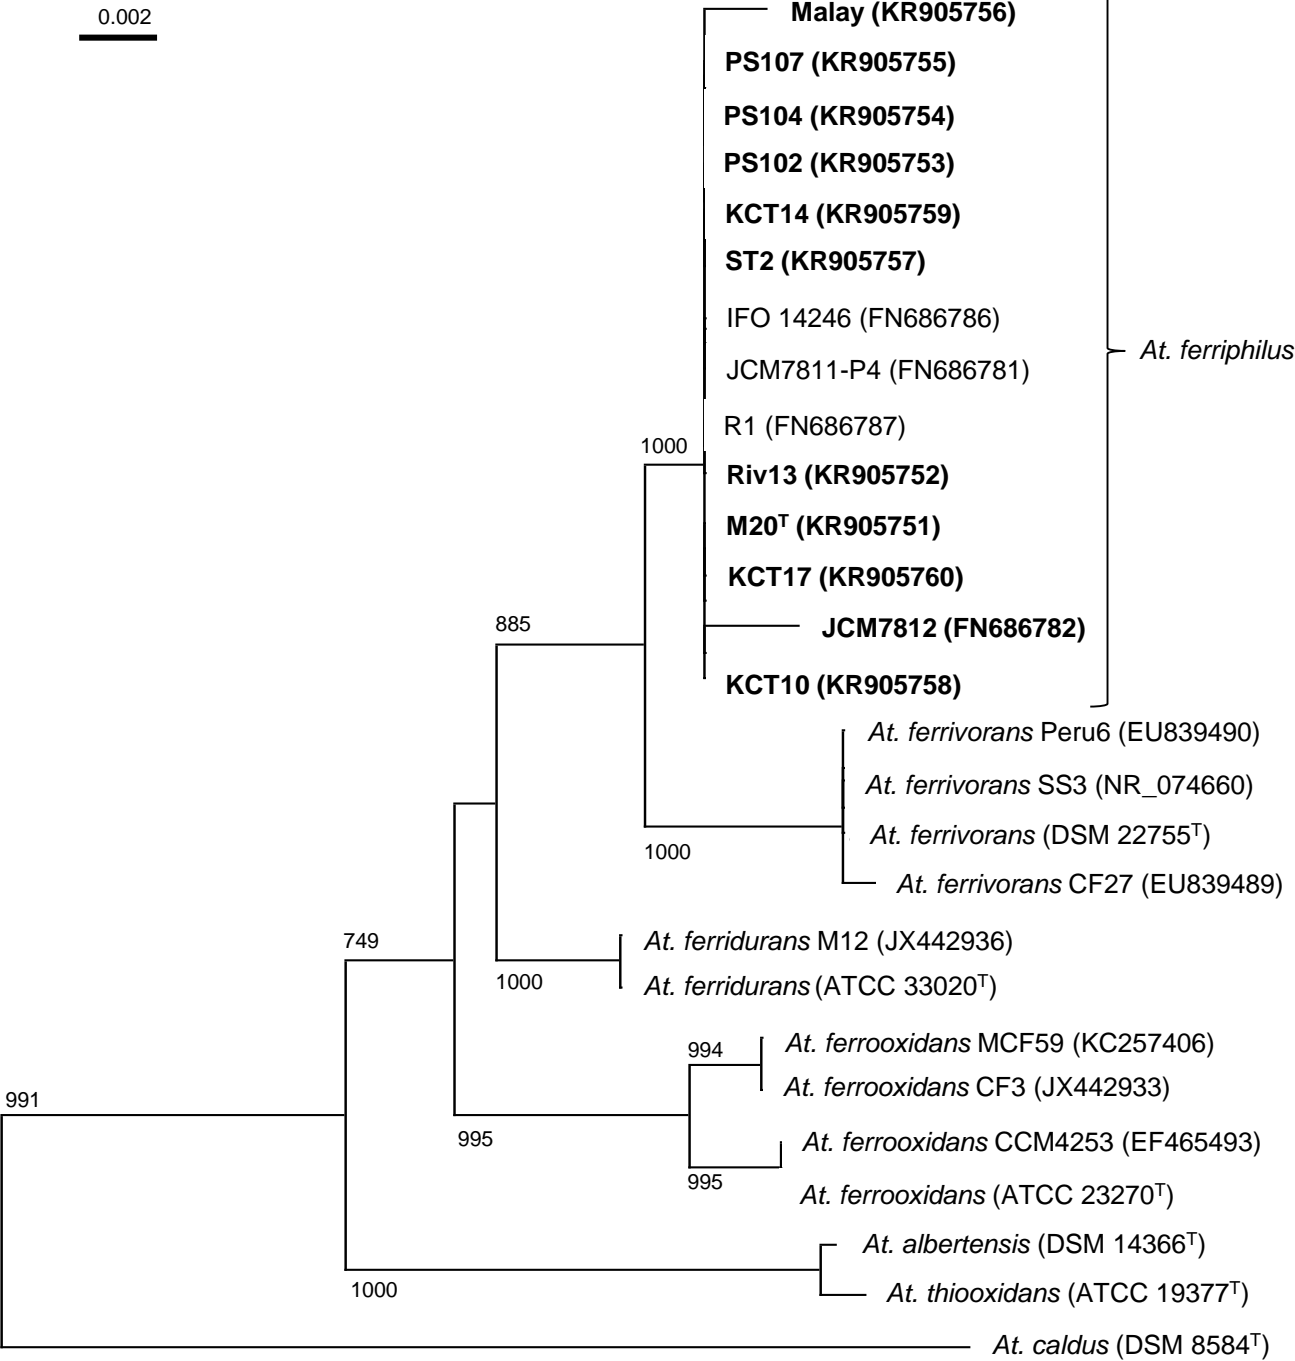 0.002
Malay (KR905756)
PS107 (KR905755)
PS104 (KR905754)
PS102 (KR905753)
KCT14 (KR905759)
ST2 (KR905757)
IFO 14246 (FN686786)
At. ferriphilus
JCM7811-P4 (FN686781)
R1 (FN686787)
1000
Riv13 (KR905752)
M20ᵀ (KR905751)
KCT17 (KR905760)
885
JCM7812 (FN686782)
KCT10 (KR905758)
At. ferrivorans Peru6 (EU839490)
At. ferrivorans SS3 (NR_074660)
At. ferrivorans (DSM 22755ᵀ)
1000
At. ferrivorans CF27 (EU839489)
749
At. ferridurans M12 (JX442936)
1000
At. ferridurans (ATCC 33020ᵀ)
994
At. ferrooxidans MCF59 (KC257406)
At. ferrooxidans CF3 (JX442933)
991
995
At. ferrooxidans CCM4253 (EF465493)
995
At. ferrooxidans (ATCC 23270ᵀ)
At. albertensis (DSM 14366ᵀ)
1000
At. thiooxidans (ATCC 19377ᵀ)
At. caldus (DSM 8584ᵀ)